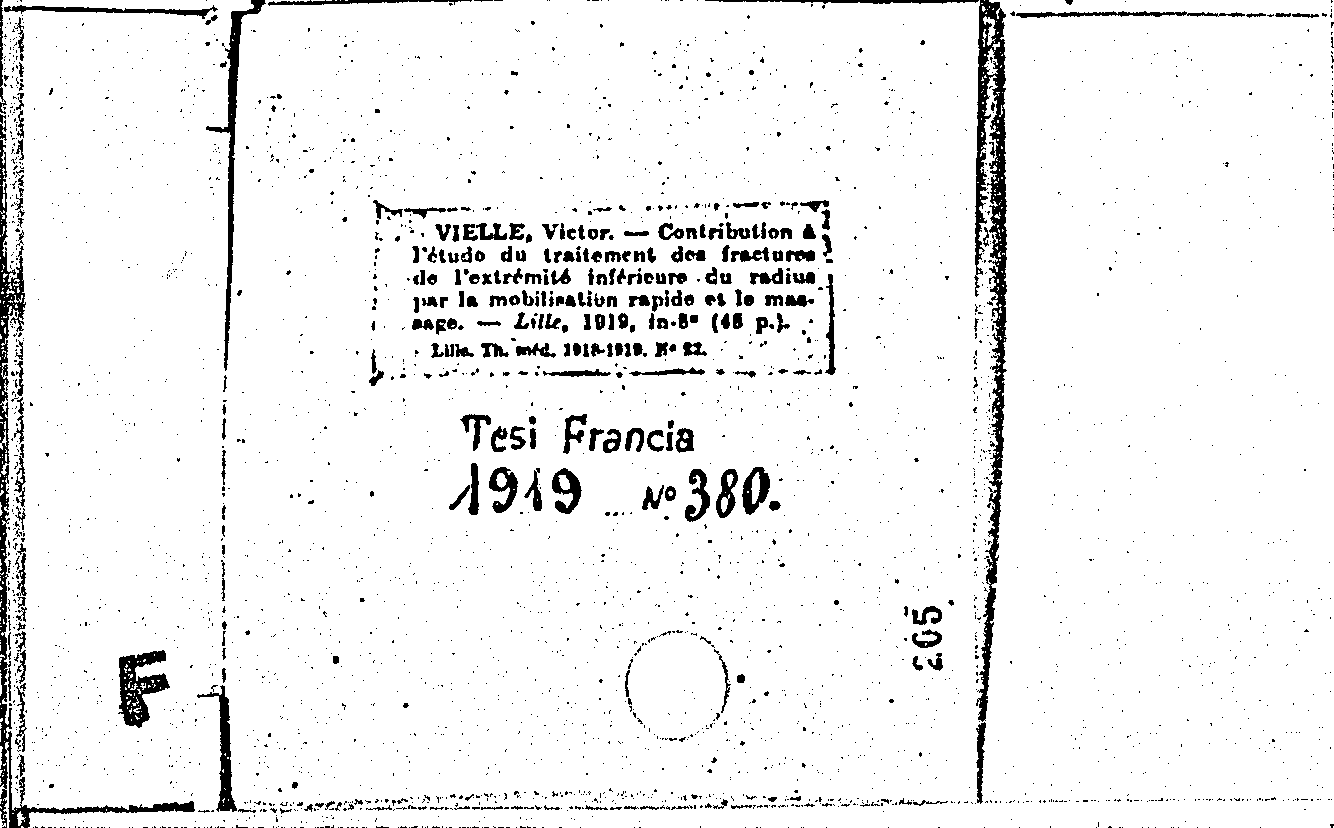 VIELLE, Victor. — Contribution à
l'étude du traitement des fractures
de l'extrémité inférieure du radius
par la mobilisation rapide et le mas-
sage. — Lille, 1919, in-8° (45 p.).
Lille. Th. méd. 1918-1919. N° 22.
Tesi Francia
1919 N° 380.
205
F